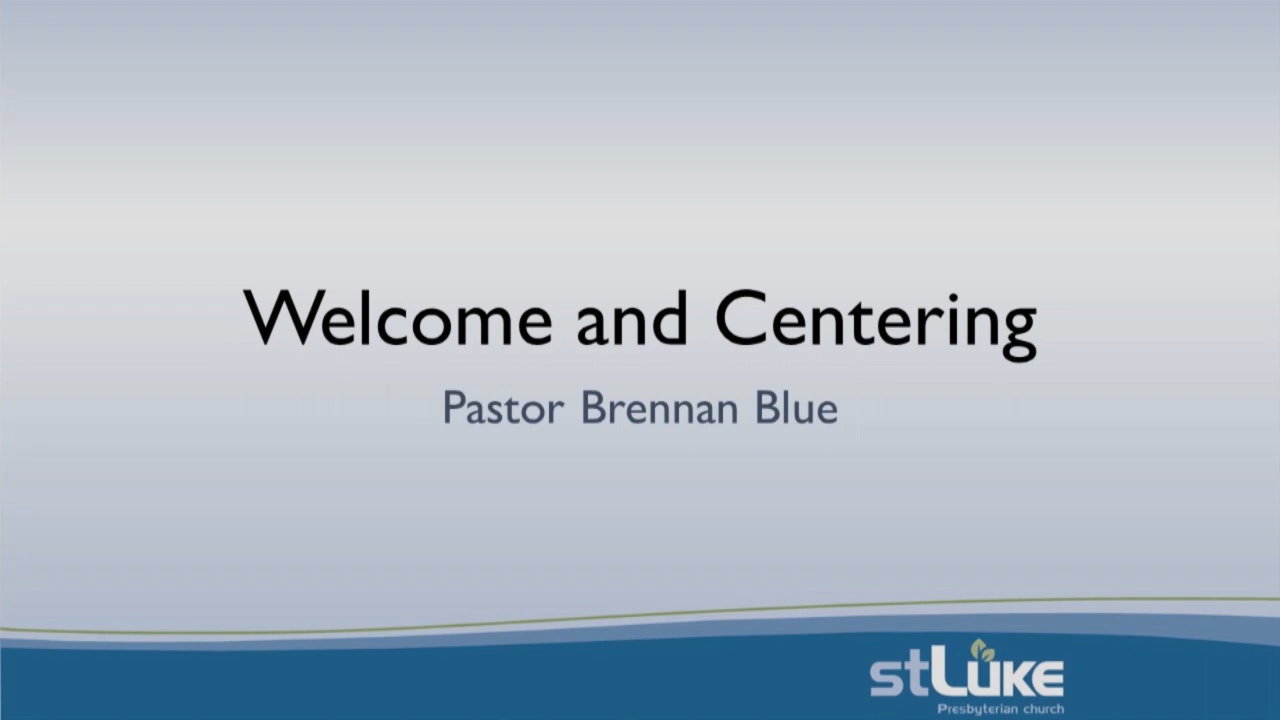 Welcome and Centering
Pastor Brennan Blue
stLuke
Presbyterian church